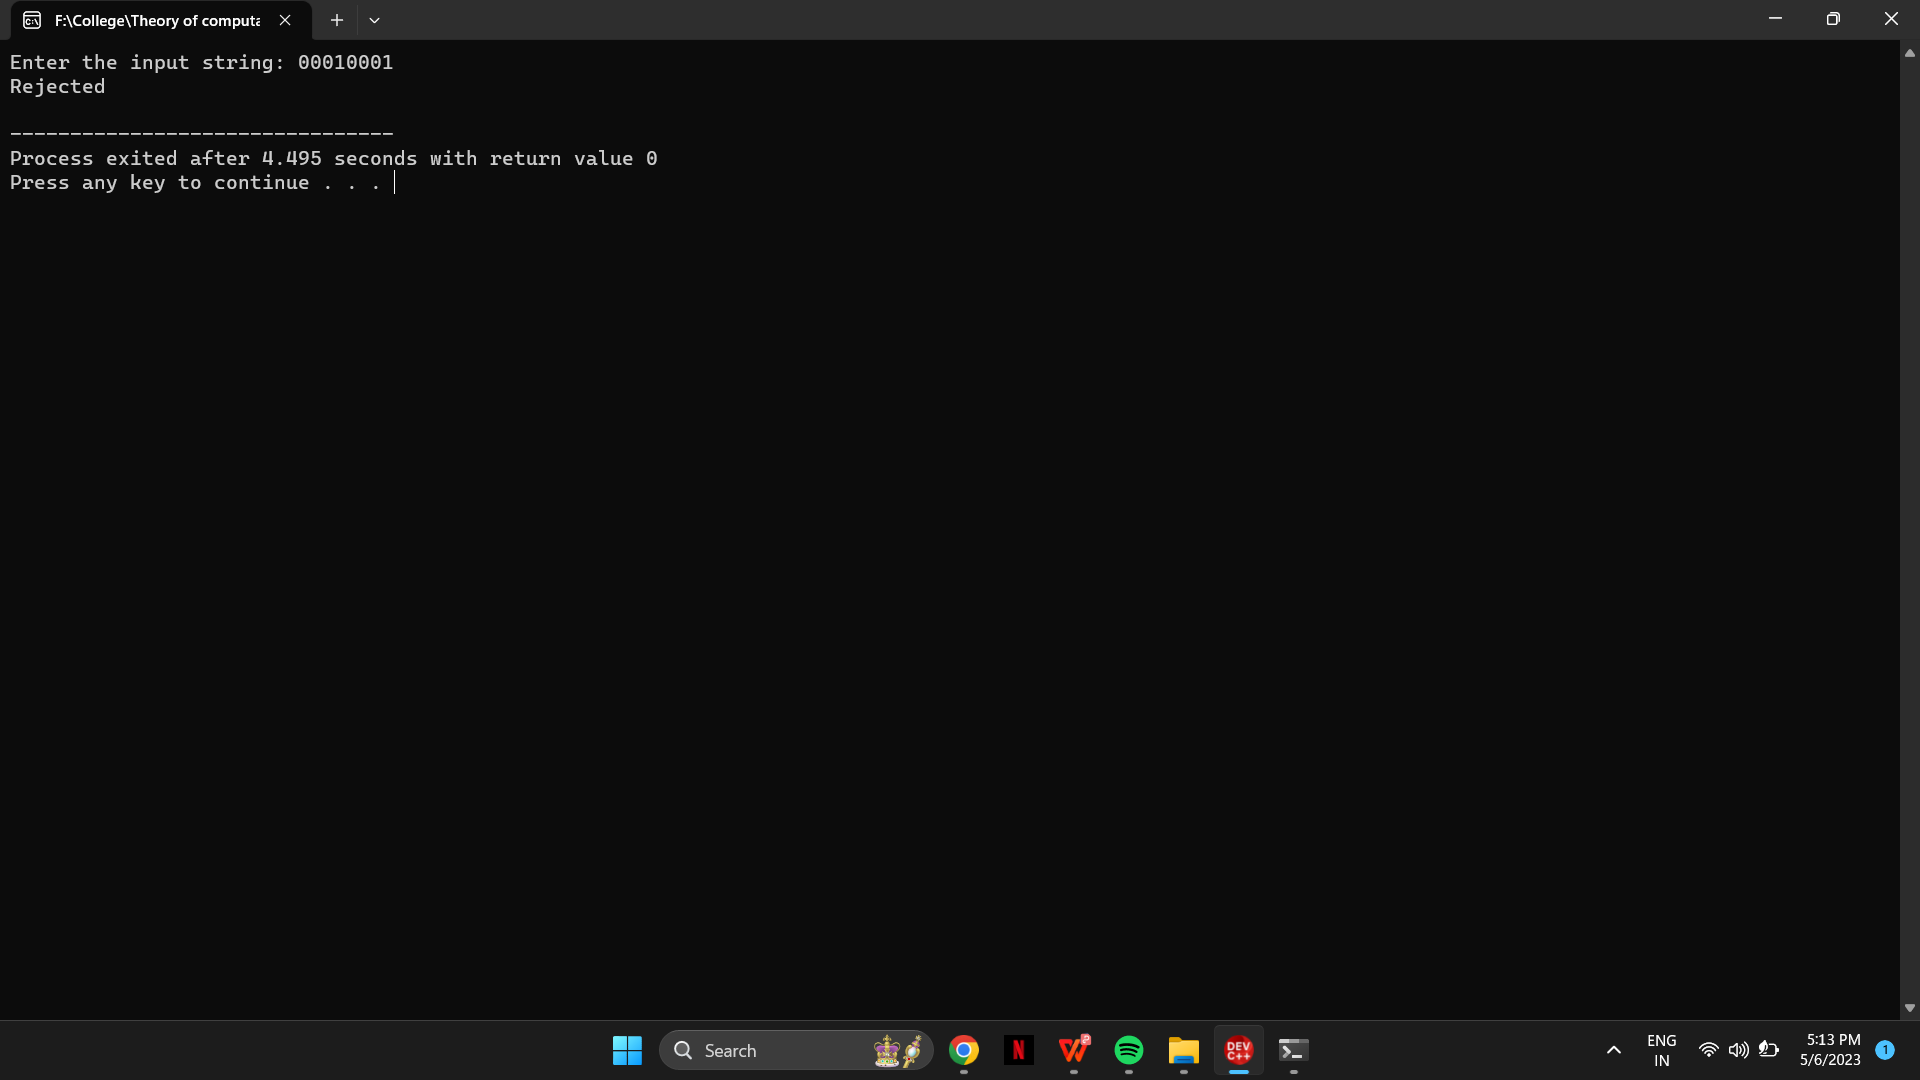 F:\College\Theory of computa
Enter the input string: 00010001
Rejected
--------------------------------
Process exited after 4.495 seconds with return value 0
Press any key to continue . . .
Search
DEV
C++
ENG
IN
5:13 PM
5/6/2023
1